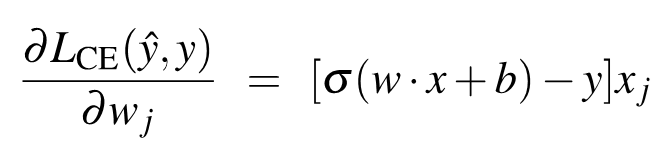 ∂L_CE(ŷ, y) / ∂w_j = [σ(w · x + b) − y]x_j